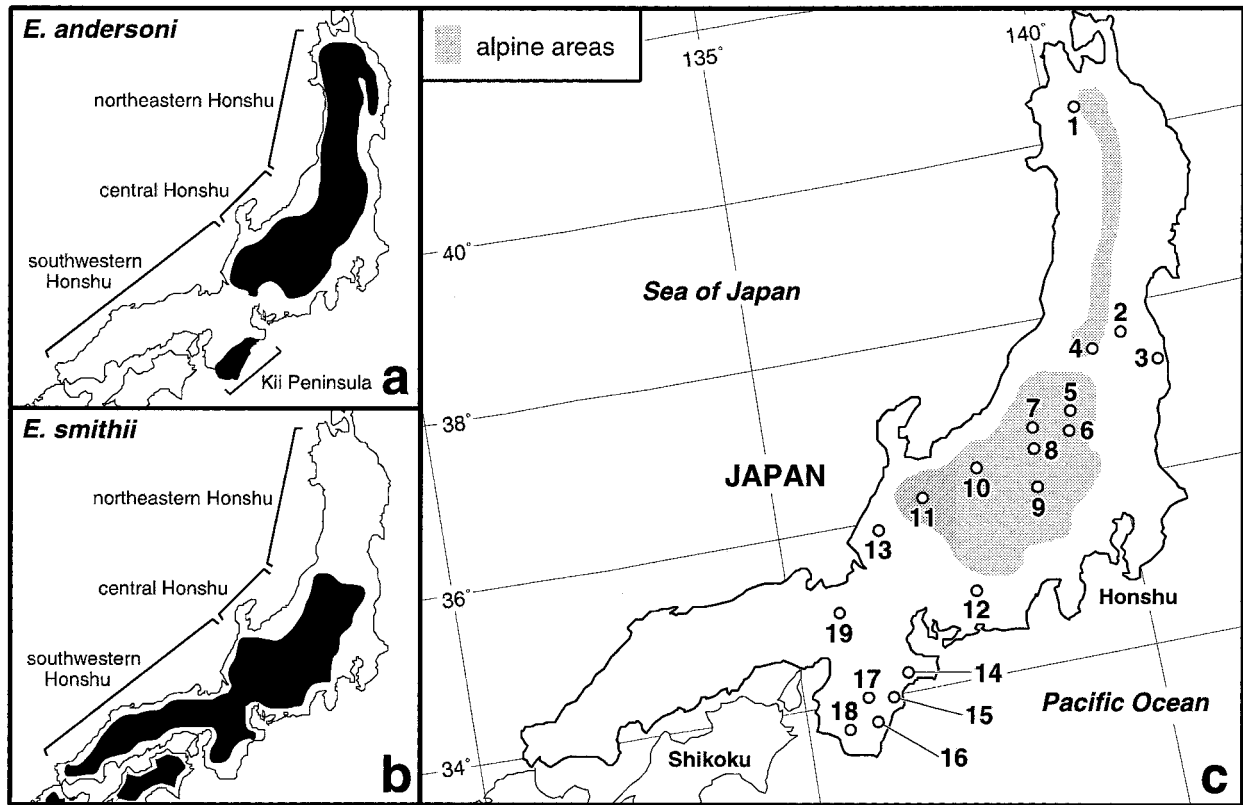 E. andersoni
northeastern Honshu
central Honshu
southwestern
Honshu
Kii Peninsula
a
E. smithii
northeastern Honshu
central Honshu
southwestern
Honshu
b
alpine areas
135°
140°
40°
38°
36°
34°
Sea of Japan
JAPAN
Honshu
Pacific Ocean
Shikoku
1
2
3
4
5
6
7
8
9
10
11
12
13
14
15
16
17
18
19
c